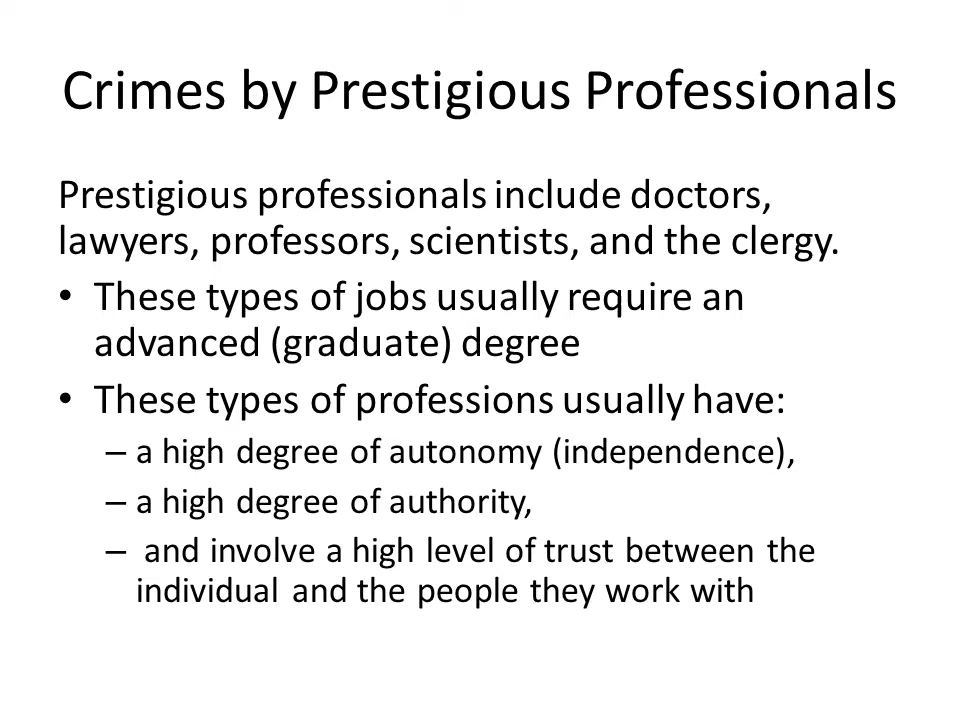 Crimes by Prestigious Professionals
Prestigious professionals include doctors,
lawyers, professors, scientists, and the clergy.
• These types of jobs usually require an
advanced (graduate) degree
• These types of professions usually have:
– a high degree of autonomy (independence),
– a high degree of authority,
– and involve a high level of trust between the
individual and the people they work with